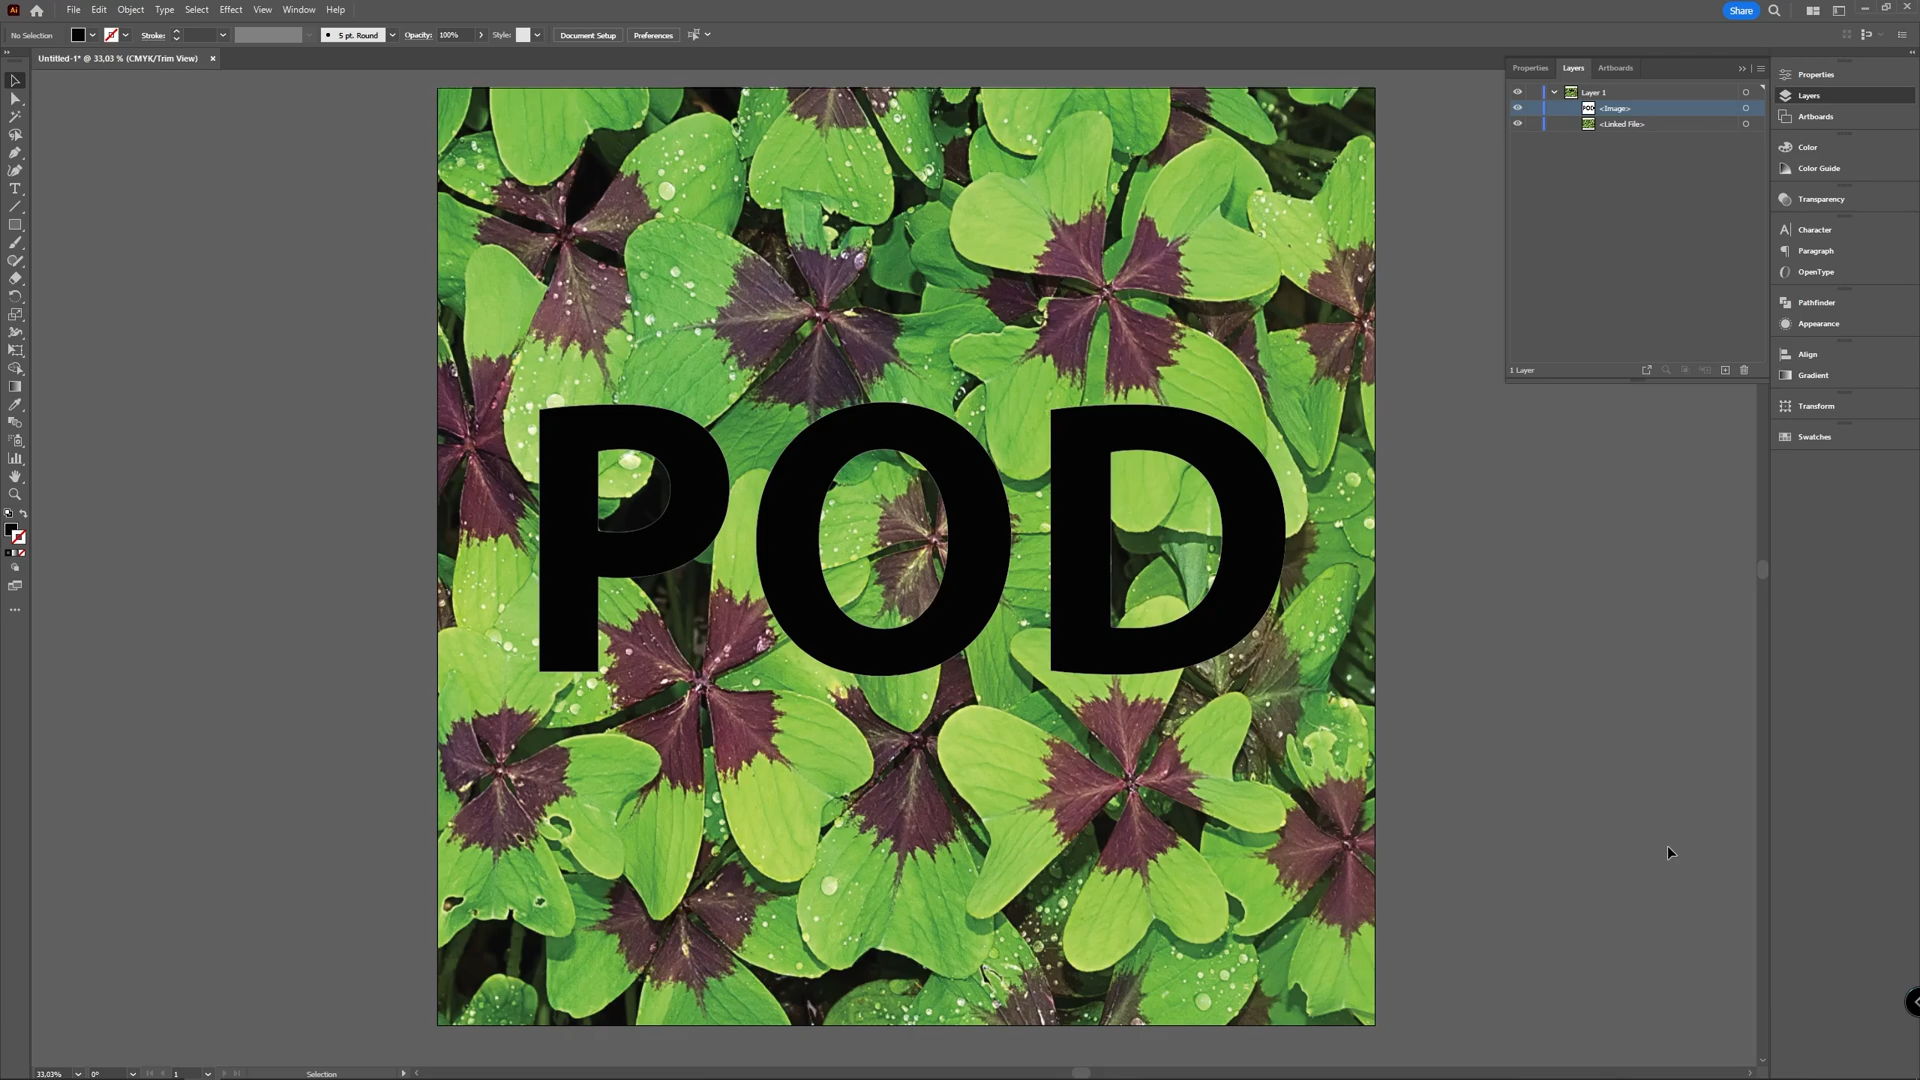 Ai File Edit Object Type Select Effect View Window Help Share
No Selection Stroke: 5 pt. Round Opacity: 100% Style: Document Setup Preferences
Untitled-1* @ 33,03 % (CMYK/Trim View) ×
Properties Layers Artboards
Layer 1
<Image>
<Linked File>
1 Layer
Properties
Layers
Artboards
Color
Color Guide
Transparency
Character
Paragraph
OpenType
Pathfinder
Appearance
Align
Gradient
Transform
Swatches
POD
33,03% 0° 1 Selection